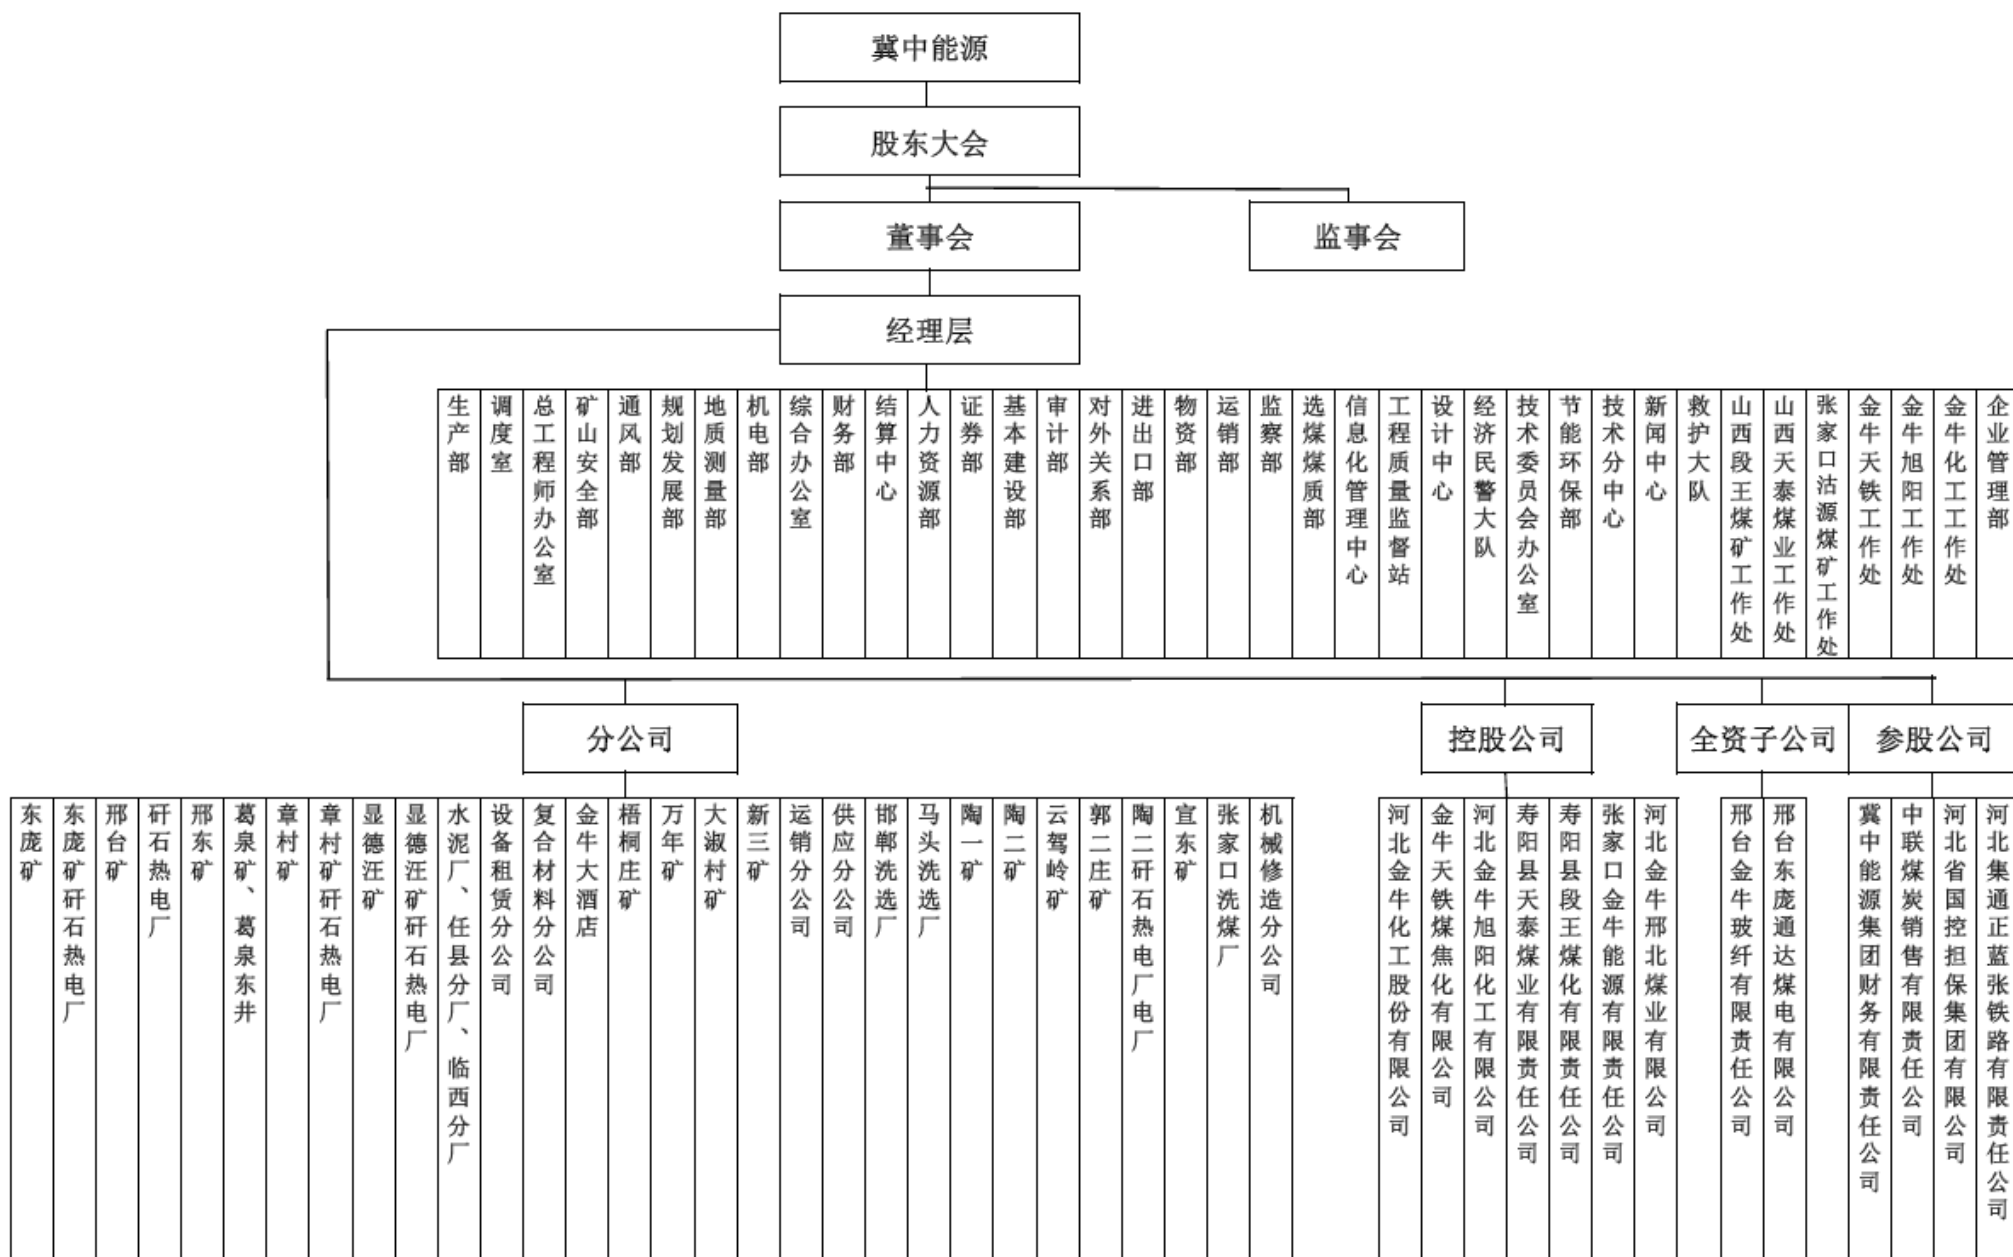 冀中能源
股东大会
董事会
监事会
经理层
生产部
调度室
总工程师办公室
矿山安全部
通风部
规划发展部
地质测量部
机电部
综合办公室
财务部
结算中心
人力资源部
证券部
基本建设部
审计部
对外关系部
进出口部
物资部
运销部
监察部
选煤煤质部
信息化管理中心
工程质量监督站
设计中心
经济民警大队
技术委员会办公室
节能环保部
技术分中心
新闻中心
救护大队
山西段王煤矿工作处
山西天泰煤业工作处
张家口沽源煤矿工作处
金牛天铁工作处
金牛旭阳工作处
金牛化工工作处
企业管理部
分公司
控股公司
全资子公司
参股公司
东庞矿
东庞矿矸石热电厂
邢台矿
矸石热电厂
邢东矿
葛泉矿、葛泉东井
章村矿
章村矿矸石热电厂
显德汪矿
显德汪矿矸石热电厂
水泥厂、任县分厂、临西分厂
设备租赁分公司
复合材料分公司
金牛大酒店
梧桐庄矿
万年矿
大淑村矿
新三矿
运销分公司
供应分公司
邯郸洗选厂
马头洗选厂
陶一矿
陶二矿
云驾岭矿
郭二庄矿
陶二矸石热电厂电厂
宣东矿
张家口洗煤厂
机械修造分公司
河北金牛化工股份有限公司
金牛天铁煤焦化有限公司
河北金牛旭阳化工有限公司
寿阳县天泰煤业有限责任公司
寿阳县段王煤化有限责任公司
张家口金牛能源有限责任公司
河北金牛邢北煤业有限公司
邢台金牛玻纤有限责任公司
邢台东庞通达煤电有限公司
冀中能源集团财务有限责任公司
中联煤炭销售有限责任公司
河北省国控担保集团有限公司
河北集通正蓝张铁路有限责任公司